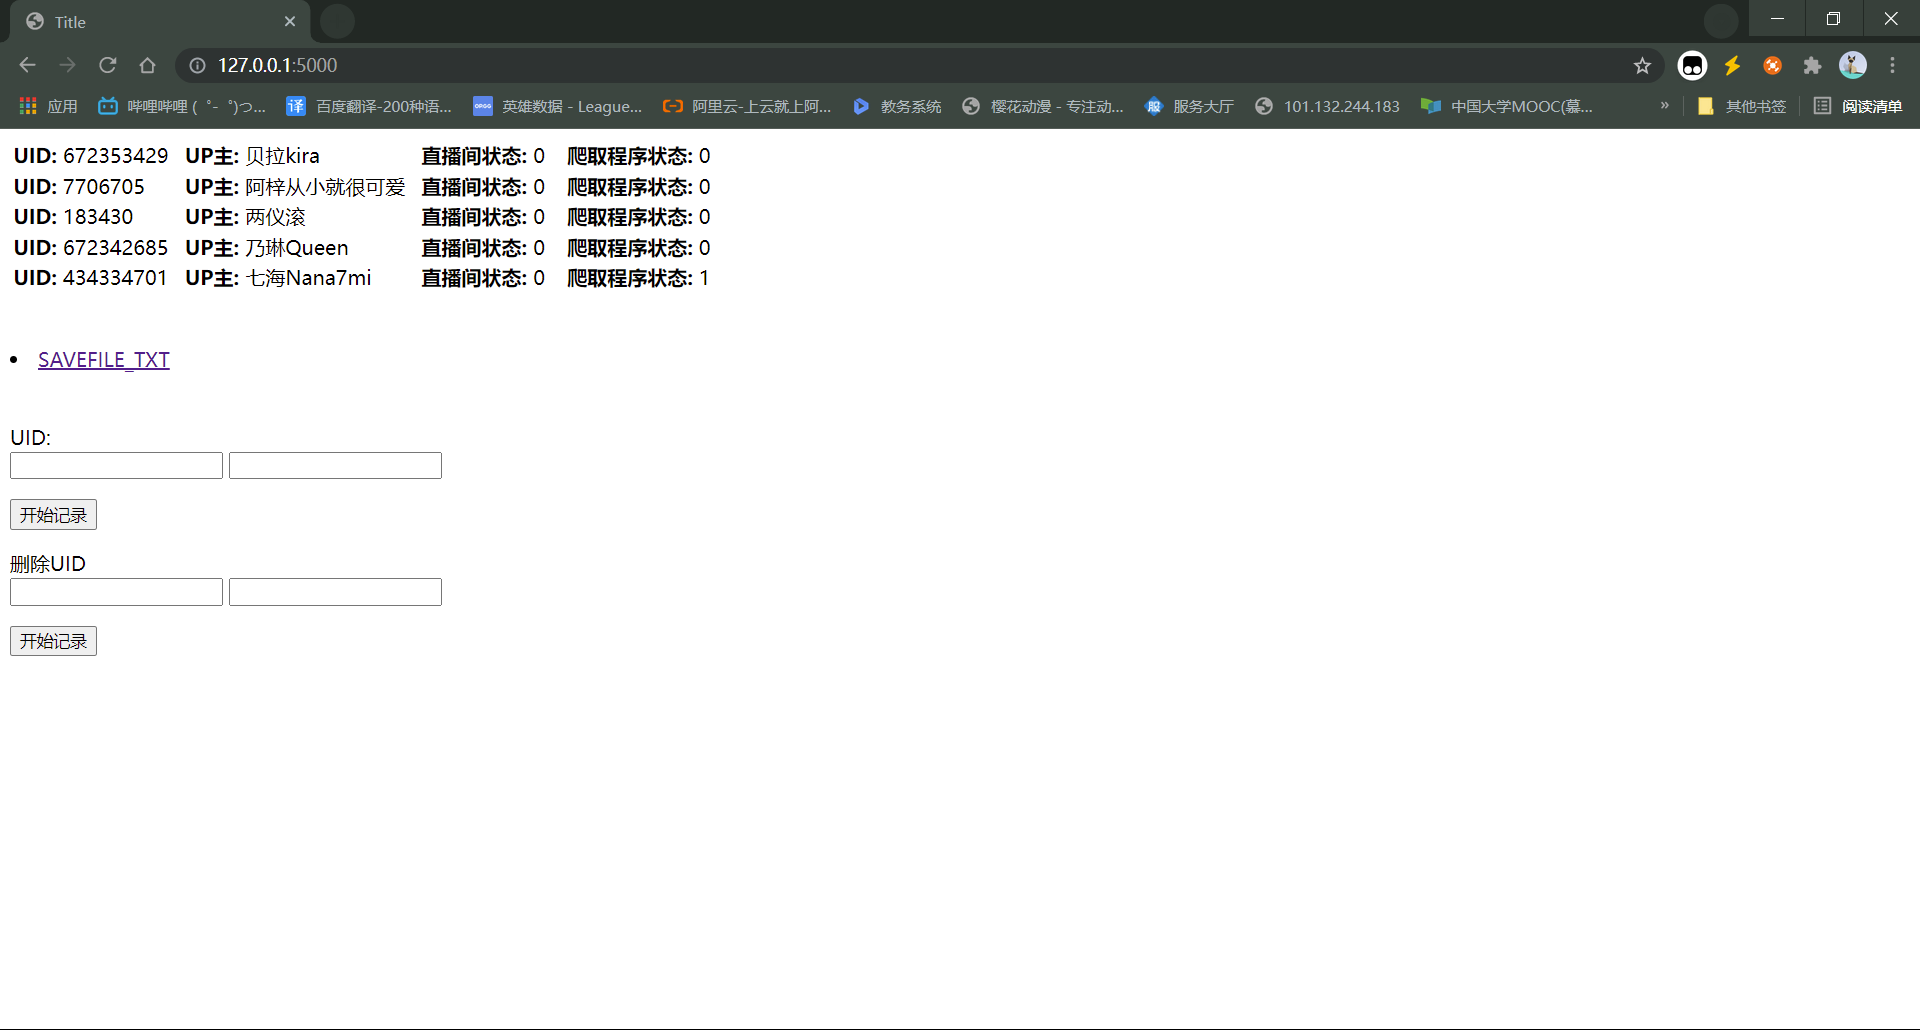 Title
127.0.0.1:5000
应用 哔哩哔哩 ( ゜- ゜)つ... 百度翻译-200种语... 英雄数据 - League... 阿里云-上云就上阿... 教务系统 樱花动漫 - 专注动... 服务大厅 101.132.244.183 中国大学MOOC(慕... » 其他书签 阅读清单
UID: 672353429 UP主: 贝拉kira 直播间状态: 0 爬取程序状态: 0
UID: 7706705 UP主: 阿梓从小就很可爱 直播间状态: 0 爬取程序状态: 0
UID: 183430 UP主: 两仪滚 直播间状态: 0 爬取程序状态: 0
UID: 672342685 UP主: 乃琳Queen 直播间状态: 0 爬取程序状态: 0
UID: 434334701 UP主: 七海Nana7mi 直播间状态: 0 爬取程序状态: 1
SAVEFILE_TXT
UID:
开始记录
删除UID
开始记录